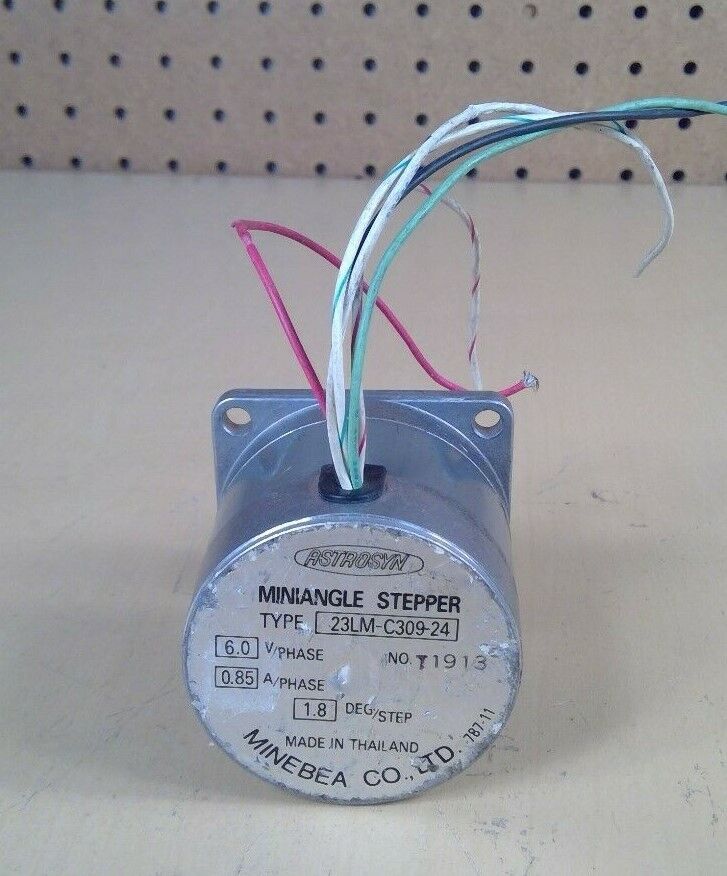 ASTROSYN
MINIANGLE STEPPER
TYPE 23LM-C309-24
6.0 V/PHASE
NO. T1913
0.85 A/PHASE
1.8 DEG/STEP
MADE IN THAILAND
MINEBEA CO., LTD. '87-11